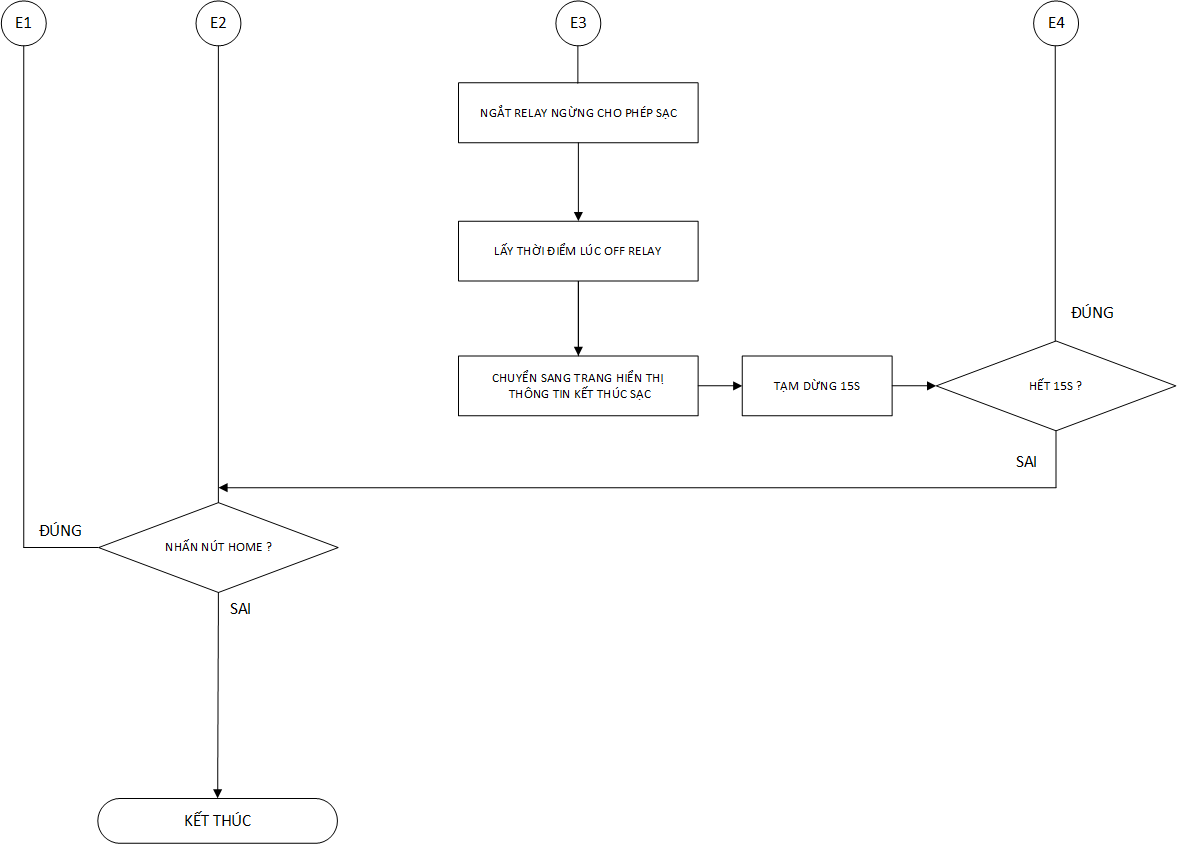 E1
E2
E3
E4
NGẮT RELAY NGỪNG CHO PHÉP SẠC
LẤY THỜI ĐIỂM LÚC OFF RELAY
ĐÚNG
CHUYỂN SANG TRANG HIỂN THỊ
THÔNG TIN KẾT THÚC SẠC
TẠM DỪNG 15S
HẾT 15S ?
SAI
ĐÚNG
NHẤN NÚT HOME ?
SAI
KẾT THÚC